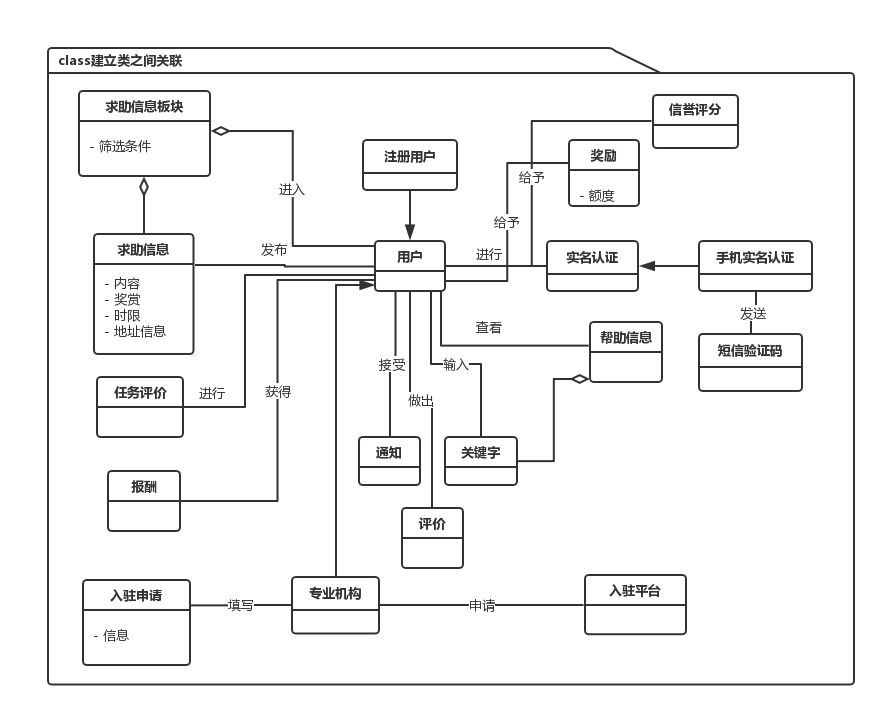 class建立类之间关联
求助信息板块
- 筛选条件
信誉评分
注册用户
奖励
- 额度
给予
进入
给予
求助信息
- 内容
- 奖赏
- 时限
- 地址信息
发布
用户
进行
实名认证
手机实名认证
发送
查看
帮助信息
短信验证码
接受
输入
任务评价
进行
获得
做出
通知
关键字
报酬
评价
入驻申请
- 信息
填写
专业机构
申请
入驻平台